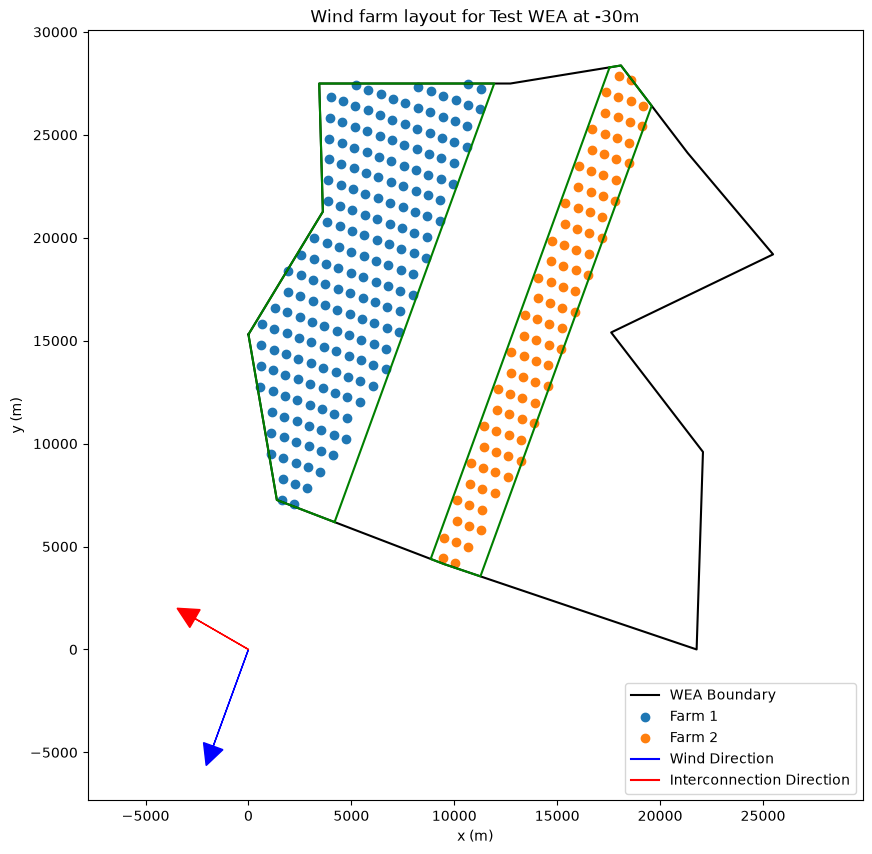 Wind farm layout for Test WEA at -30m
30000
25000
20000
15000
10000
5000
0
−5000
y (m)
−5000
0
5000
10000
15000
20000
25000
x (m)
WEA Boundary
Farm 1
Farm 2
Wind Direction
Interconnection Direction